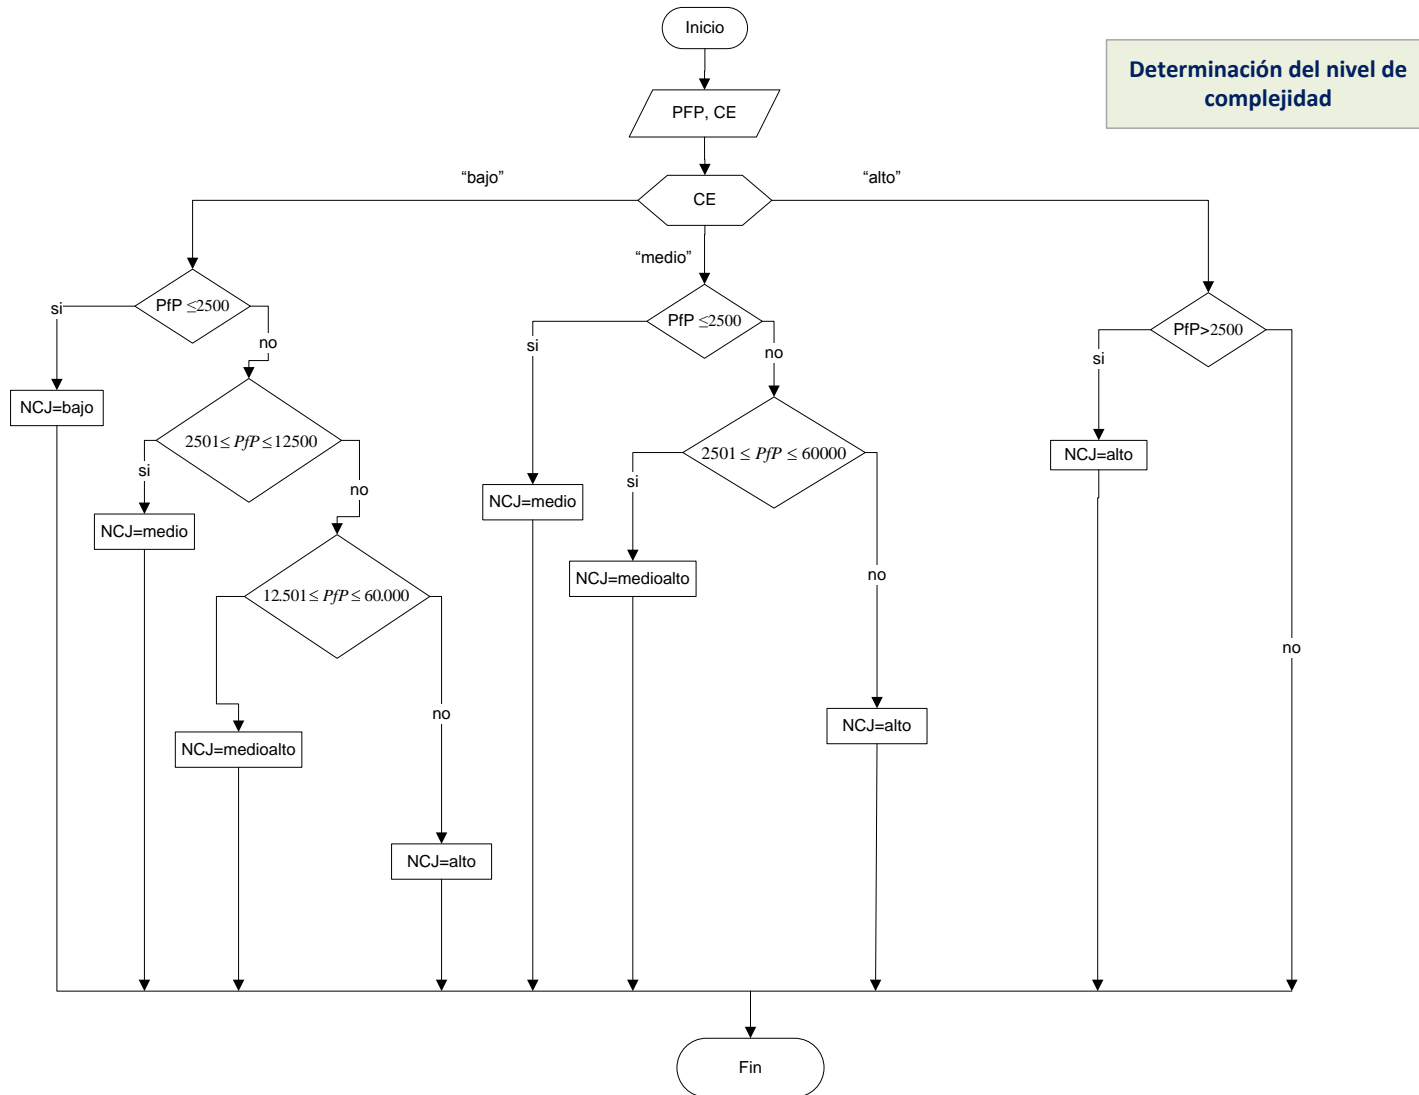 Inicio
Determinación del nivel de
complejidad
PFP, CE
"bajo"
"alto"
CE
"medio"
PfP ≤2500
si
no
PfP ≤2500
si
no
PfP>2500
si
no
NCJ=bajo
2501≤ PfP ≤12500
si
no
2501≤ PfP ≤ 60000
si
no
NCJ=alto
NCJ=medio
NCJ=medio
12.501≤ PfP ≤ 60.000
no
NCJ=medioalto
NCJ=medioalto
NCJ=alto
NCJ=alto
Fin